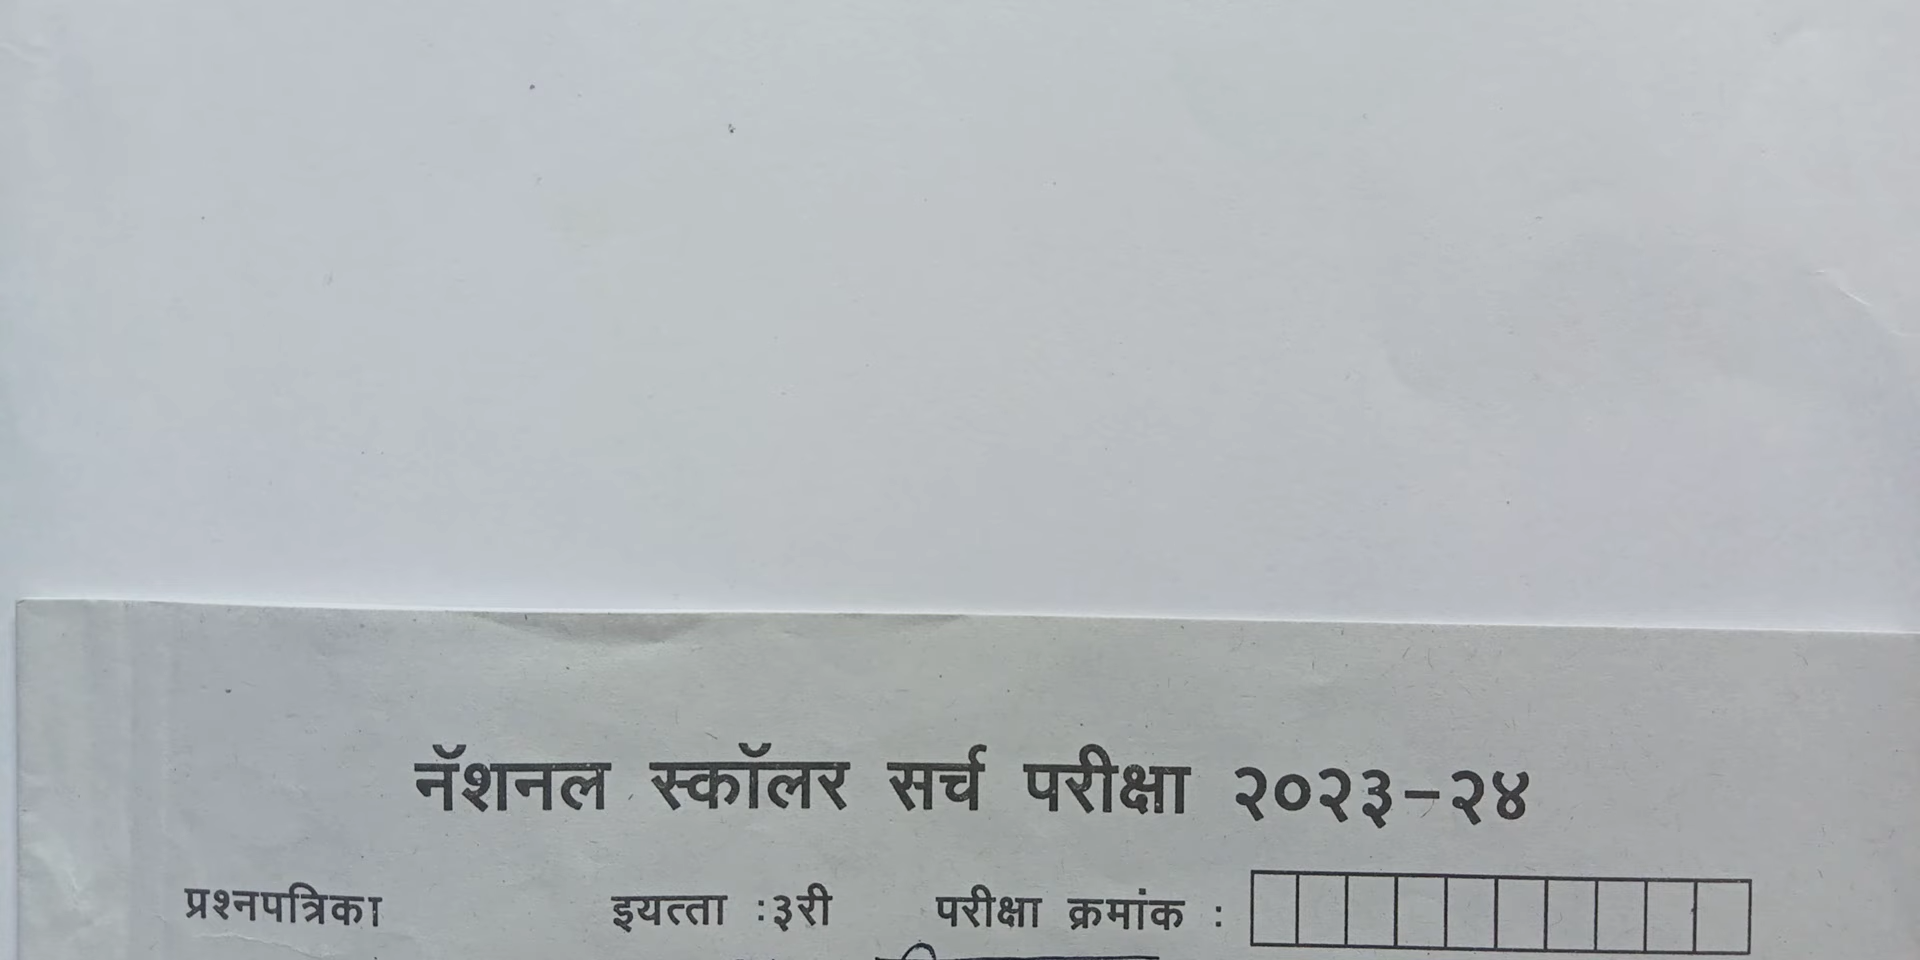 नॅशनल स्कॉलर सर्च परीक्षा २०२३-२४
प्रश्नपत्रिका इयत्ता :३री परीक्षा क्रमांक :